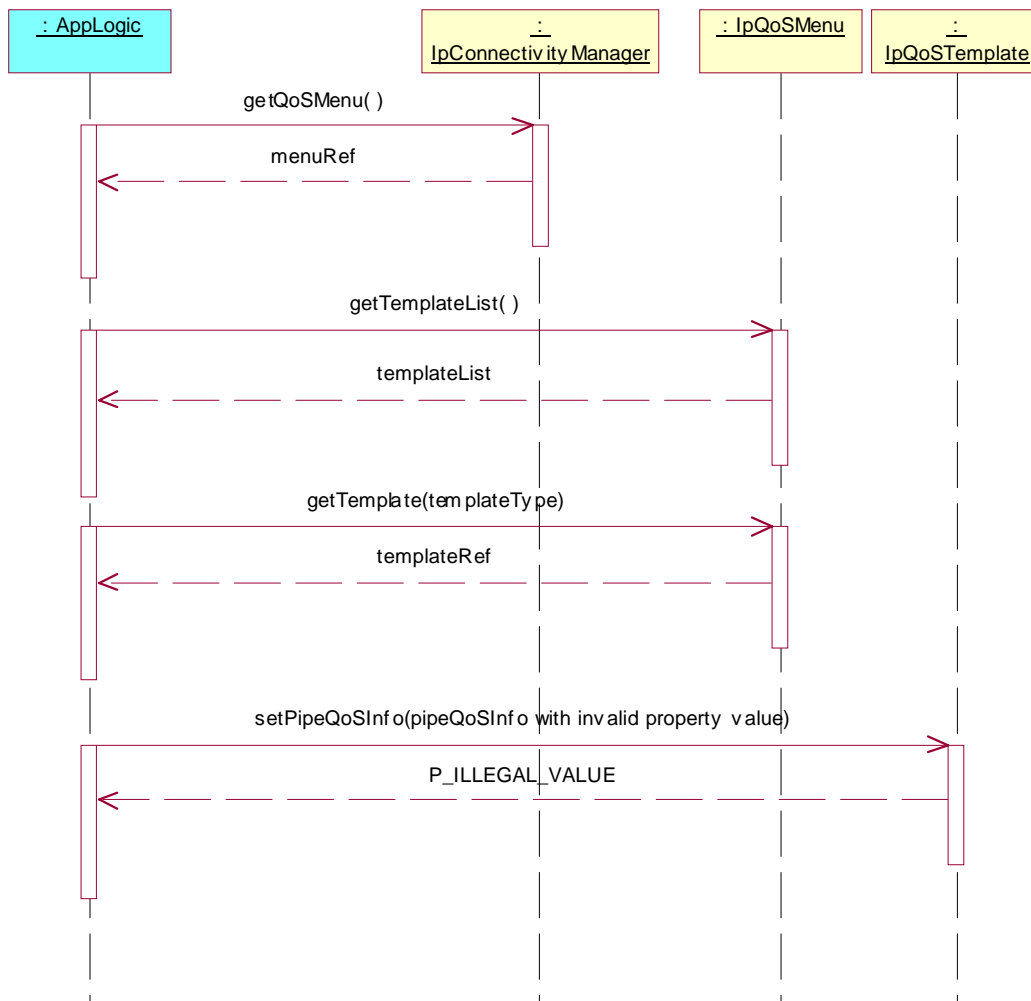 : AppLogic
:
IpConnectivityManager
: IpQoSMenu
:
IpQoSTemplate
getQoSMenu( )
menuRef
getTemplateList( )
templateList
getTemplate(templateType)
templateRef
setPipeQoSInfo(pipeQoSInfo with invalid property value)
P_ILLEGAL_VALUE